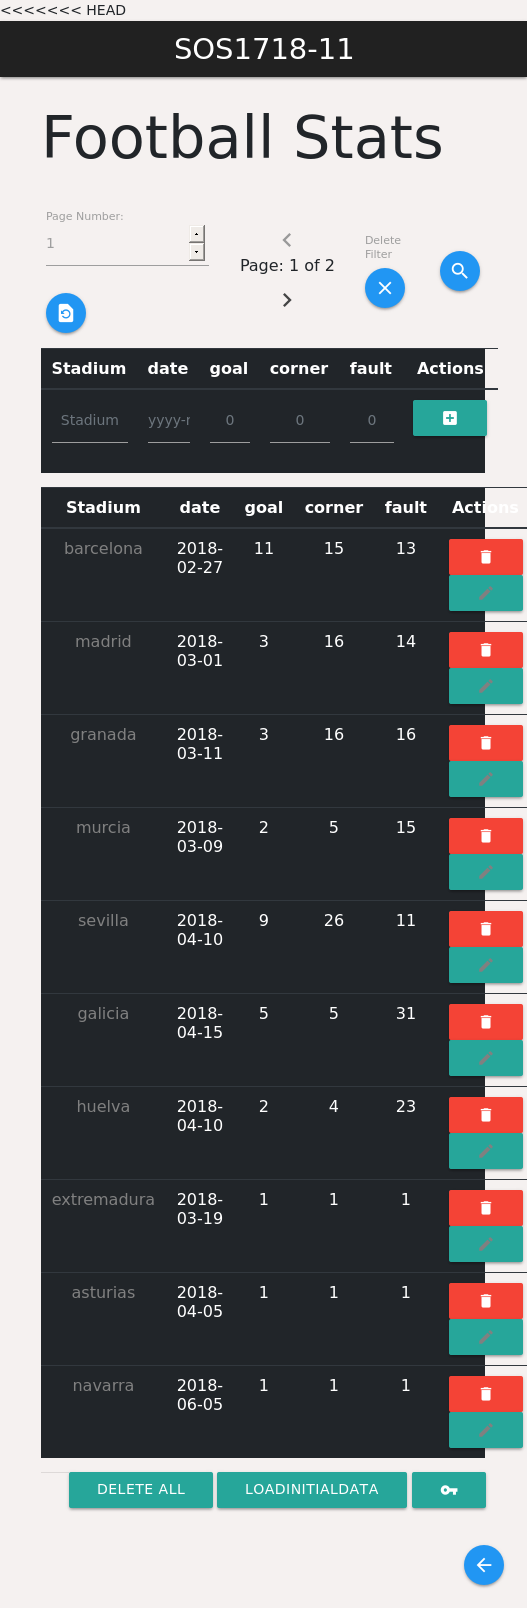 <<<<<<< HEAD
SOS1718-11
Football Stats
Page Number:
1
Page: 1 of 2
Delete
Filter
Stadium date goal corner fault Actions
Stadium yyyy-r 0 0 0
Stadium date goal corner fault Actions
barcelona 2018-02-27 11 15 13
madrid 2018-03-01 3 16 14
granada 2018-03-11 3 16 16
murcia 2018-03-09 2 5 15
sevilla 2018-04-10 9 26 11
galicia 2018-04-15 5 5 31
huelva 2018-04-10 2 4 23
extremadura 2018-03-19 1 1 1
asturias 2018-04-05 1 1 1
navarra 2018-06-05 1 1 1
DELETE ALL LOADINITIALDATA